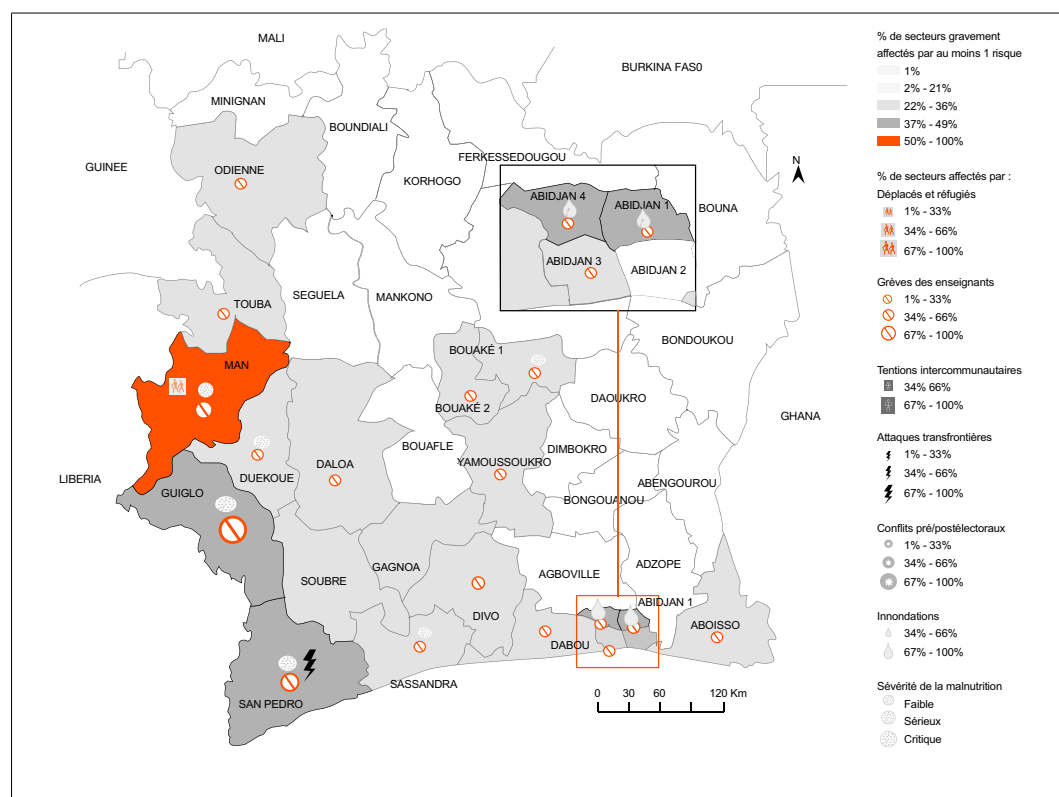 MALI
BURKINA FAS0
MINIGNAN
BOUNDIALI
FERKESSEDOUGOU
GUINEE
ODIENNE
KORHOGO
ABIDJAN 4
ABIDJAN 1
BOUNA
N
ABIDJAN 3
ABIDJAN 2
SEGUELA
MANKONO
TOUBA
BOUAKÉ 1
BONDOUKOU
MAN
BOUAKÉ 2
DAOUKRO
GHANA
BOUAFLE
DIMBOKRO
DALOA
YAMOUSSOUKRO
LIBERIA
DUEKOUE
GUIGLO
ABENGOUROU
BONGOUANOU
GAGNOA
ADZOPE
SOUBRE
AGBOVILLE
ABIDJAN 1
DIVO
ABOISSO
DABOU
SASSANDRA
SAN PEDRO
0 30 60 120 Km
% de secteurs gravement
affectés par au moins 1 risque
1%
2% - 21%
22% - 36%
37% - 49%
50% - 100%
% de secteurs affectés par :
Déplacés et réfugiés
1% - 33%
34% - 66%
67% - 100%
Grèves des enseignants
1% - 33%
34% - 66%
67% - 100%
Tentions intercommunautaires
34% 66%
67% - 100%
Attaques transfrontières
1% - 33%
34% - 66%
67% - 100%
Conflits pré/postélectoraux
1% - 33%
34% - 66%
67% - 100%
Innondations
34% - 66%
67% - 100%
Sévérité de la malnutrition
Faible
Sérieux
Critique